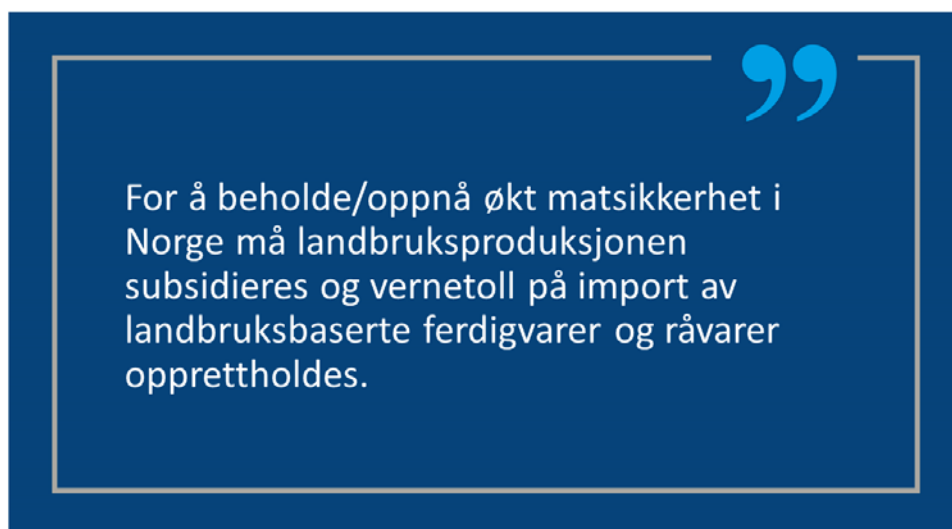 ”
For å beholde/oppnå økt matsikkerhet i
Norge må landbruksproduksjonen
subsidieres og vernetoll på import av
landbruksbaserte ferdigvarer og råvarer
opprettholdes.